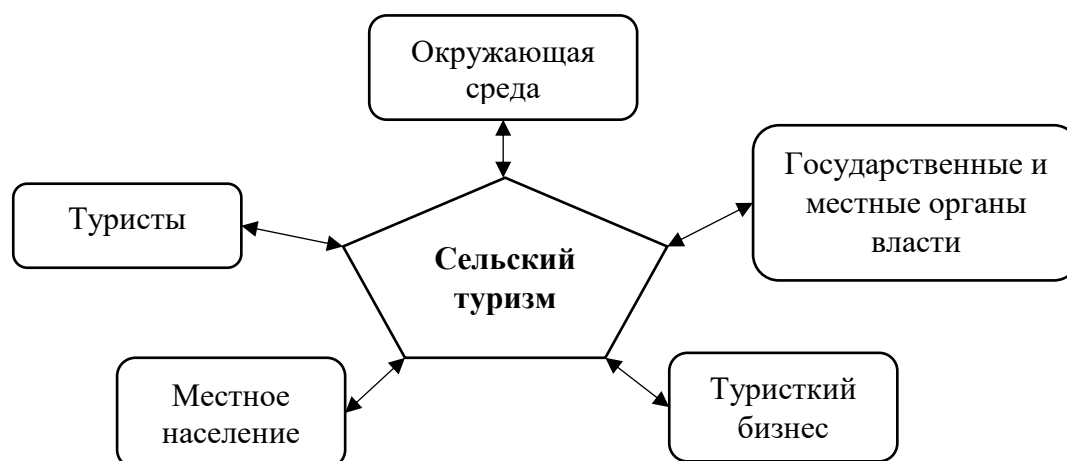 Окружающая
среда
Государственные и
местные органы
власти
Туристы
Сельский
туризм
Местное
население
Туристкий
бизнес